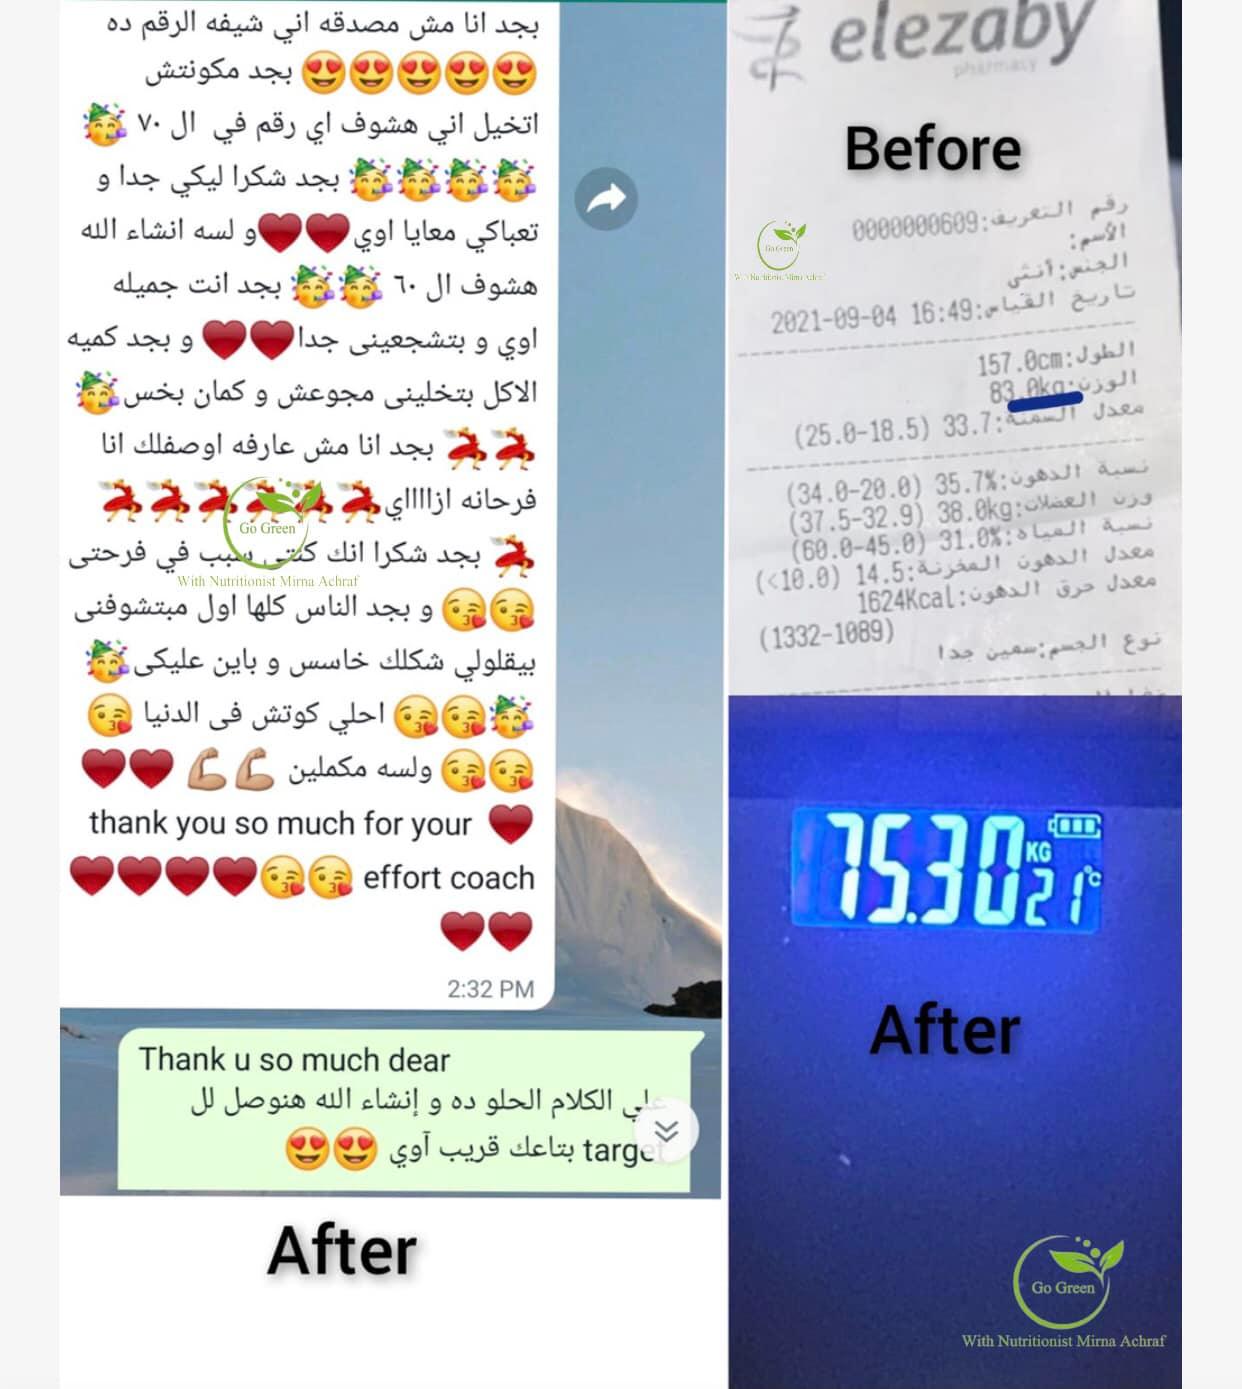 بجد انا مش مصدقه اني شيفه الرقم ده
😍😍😍😍😍 بجد مكونتش
اتخيل اني هشوف اي رقم في ال ٧٠ 🥳
🥳🥳🥳🥳 بجد شكرا ليكي جدا و
تعباكي معايا اوي ❤️❤️و لسه انشاء الله
هشوف ال ٦٠ 🥳🥳 بجد انت جميله
اوي و بتشجعينى جدا❤️❤️ و بجد كميه
الاكل بتخلينى مجوعش و كمان بخس🥳
💃💃 بجد انا مش عارفه اوصفلك انا
فرحانه ازاااااي💃💃💃💃💃💃
💃 بجد شكرا انك كنتى سبب في فرحتى
😘😘 و بجد الناس كلها اول مبتشوفنى
بيقلولي شكلك خاسس و باين عليكى🥳
🥳😘😘 احلي كوتش فى الدنيا 😘
😘😘 ولسه مكملين 💪🏼💪🏼 ❤️❤️
❤️ thank you so much for your
effort coach 😘😘❤️❤️❤️❤️
❤️❤️
2:32 PM
Thank u so much dear
علي الكلام الحلو ده و إنشاء الله هنوصل لل
target بتاعك قريب آوي 😍😍
After
Go Green
With Nutritionist Mirna Achraf
elezaby
pharmacy
Before
رقم التعريف:0000000609
الأسم:
الجنس:أنثى
تاريخ القياس:16:49 2021-09-04
الطول:157.0cm
الوزن:83.0kg
معدل السمنة:33.7 (25.0-18.5)
نسبة الدهون:35.7% (34.0-20.0)
وزن العضلات:38.0kg (37.5-32.9)
نسبة المياه:31.0% (60.0-45.0)
معدل الدهون المخزنة:14.5 (<10.0)
معدل حرق الدهون:1624Kcal
(1332-1089)
نوع الجسم:سمين جدا
Go Green
With Nutritionist Mirna Achraf
75.30 KG
21°C
After
Go Green
With Nutritionist Mirna Achraf